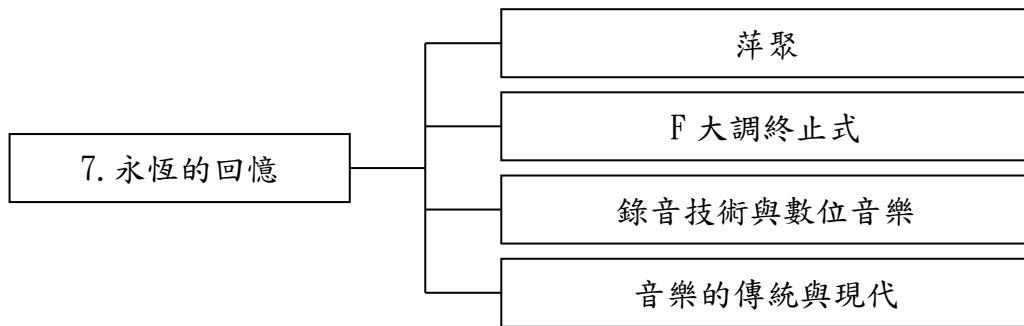 7.永恆的回憶
萍聚
F 大調終止式
錄音技術與數位音樂
音樂的傳統與現代